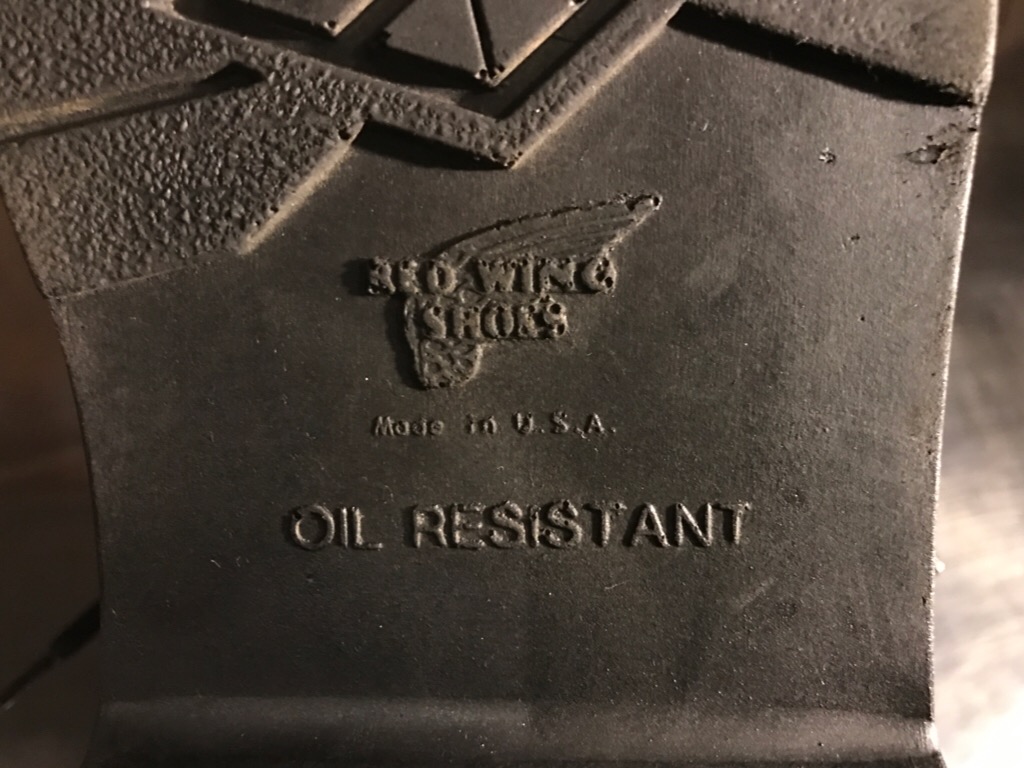 RED WING
SHOES
Made in U.S.A.
OIL RESISTANT